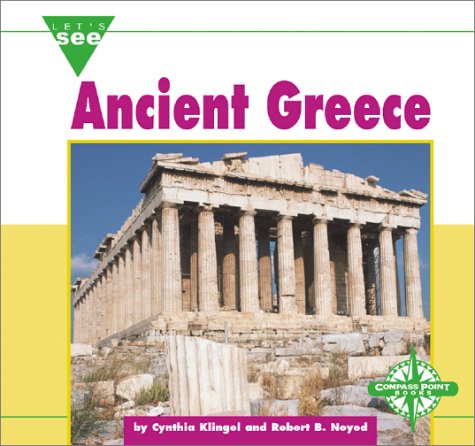 LET'S
see
Ancient Greece
COMPASS POINT
BOOKS
by Cynthia Klingel and Robert B. Noyed